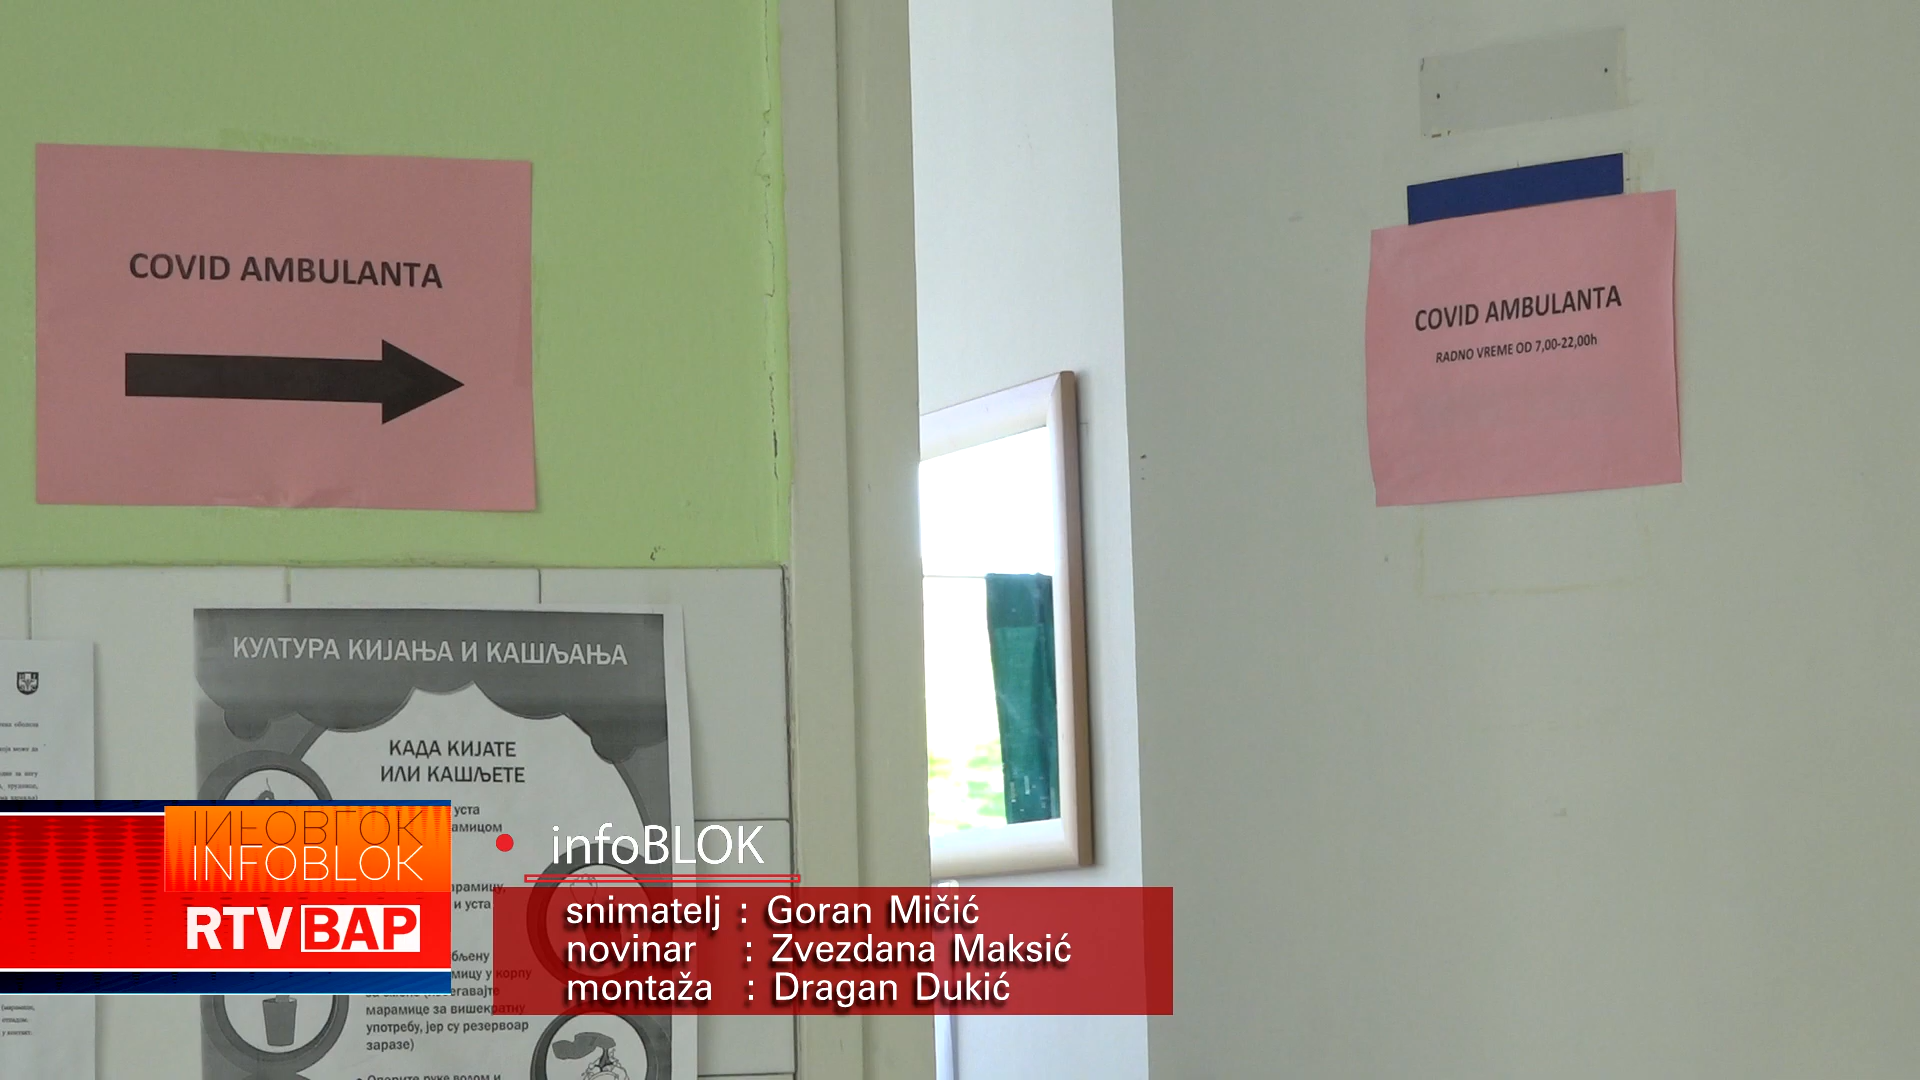 COVID AMBULANTA
COVID AMBULANTA
RADNO VREME OD 7,00-22,00h
КУЛТУРА КИЈАЊА И КАШЉАЊА
КАДА КИЈАТЕ
ИЛИ КАШЉЕТЕ
уста
и уста
мицу у корпу
марамице за вишекратну
употребу, јер су резервоар
заразе)
INFOBLOK
INFOBLOK
RTV BAP
infoBLOK
snimatelj : Goran Mičić
novinar : Zvezdana Maksić
montaža : Dragan Dukić